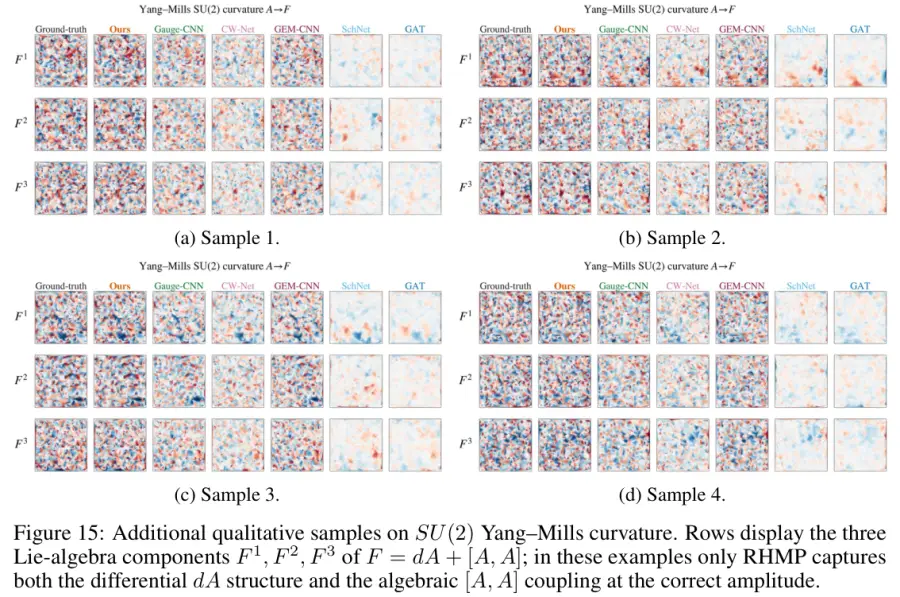 Yang–Mills SU(2) curvature A→F
Ground-truth Ours Gauge-CNN CW-Net GEM-CNN SchNet GAT
F¹
F²
F³
(a) Sample 1.
Yang–Mills SU(2) curvature A→F
Ground-truth Ours Gauge-CNN CW-Net GEM-CNN SchNet GAT
F¹
F²
F³
(b) Sample 2.
Yang–Mills SU(2) curvature A→F
Ground-truth Ours Gauge-CNN CW-Net GEM-CNN SchNet GAT
F¹
F²
F³
(c) Sample 3.
Yang–Mills SU(2) curvature A→F
Ground-truth Ours Gauge-CNN CW-Net GEM-CNN SchNet GAT
F¹
F²
F³
(d) Sample 4.
Figure 15: Additional qualitative samples on SU(2) Yang–Mills curvature. Rows display the three
Lie-algebra components F¹, F², F³ of F = dA + [A, A]; in these examples only RHMP captures
both the differential dA structure and the algebraic [A, A] coupling at the correct amplitude.